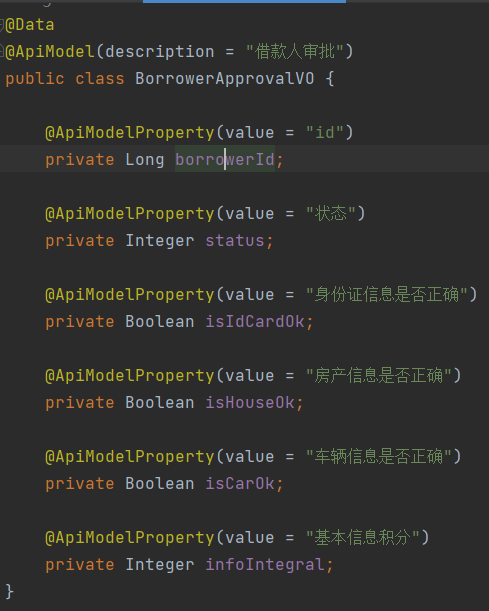 @Data
@ApiModel(description = "借款人审批")
public class BorrowerApprovalVO {
@ApiModelProperty(value = "id")
private Long borrowerId;
@ApiModelProperty(value = "状态")
private Integer status;
@ApiModelProperty(value = "身份证信息是否正确")
private Boolean isIdCardOk;
@ApiModelProperty(value = "房产信息是否正确")
private Boolean isHouseOk;
@ApiModelProperty(value = "车辆信息是否正确")
private Boolean isCarOk;
@ApiModelProperty(value = "基本信息积分")
private Integer infoIntegral;
}